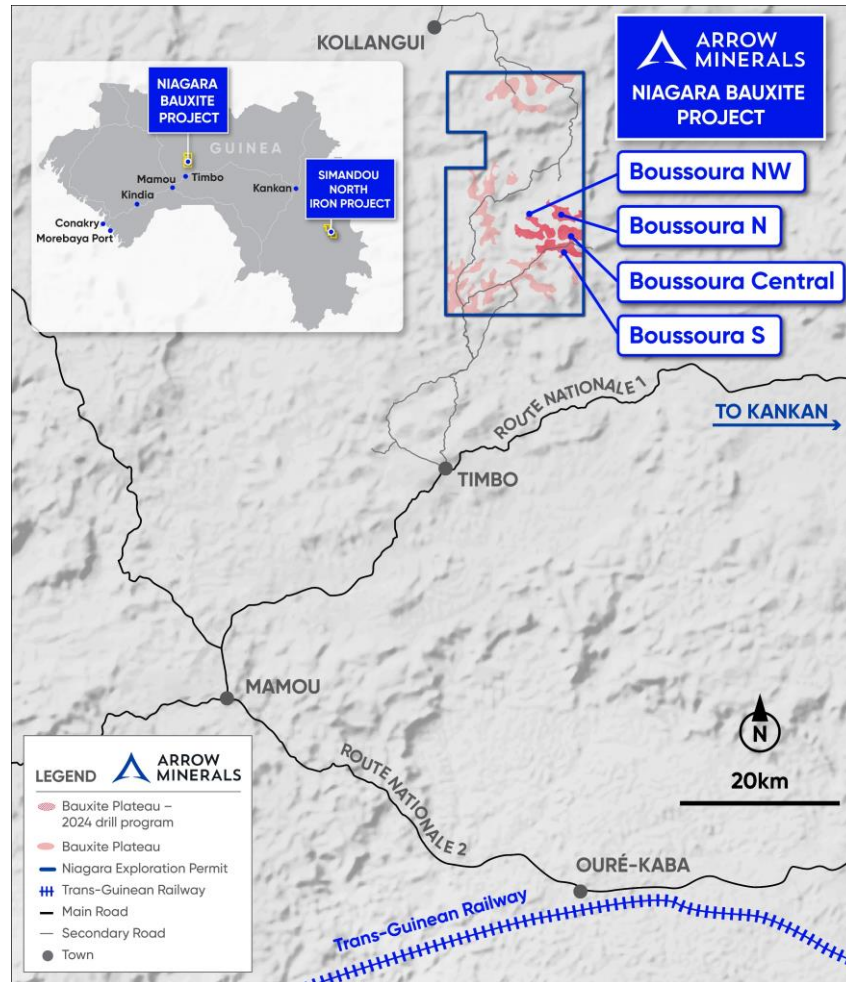 KOLLANGUI
ARROW
MINERALS
NIAGARA BAUXITE
PROJECT
NIAGARA
BAUXITE
PROJECT
GUINEA
Mamou
Timbo
Kankan
Kindia
SIMANDOU
NORTH
IRON PROJECT
Conakry
Morebaya Port
Boussoura NW
Boussoura N
Boussoura Central
Boussoura S
ROUTE NATIONALE 1
TO KANKAN
TIMBO
MAMOU
ROUTE NATIONALE 2
N
20km
OURÉ-KABA
Trans-Guinean Railway
LEGEND
ARROW
MINERALS
Bauxite Plateau –
2024 drill program
Bauxite Plateau
Niagara Exploration Permit
Trans-Guinean Railway
Main Road
Secondary Road
Town